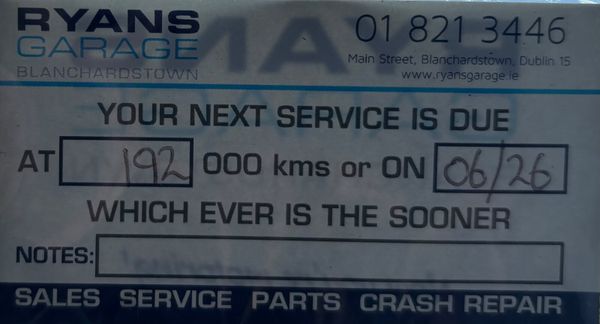 RYANS
GARAGE
BLANCHARDSTOWN
01 821 3446
Main Street, Blanchardstown, Dublin 15
www.ryansgarage.ie
YOUR NEXT SERVICE IS DUE
AT 192 000 kms or ON 06/26
WHICH EVER IS THE SOONER
NOTES:
SALES SERVICE PARTS CRASH REPAIR